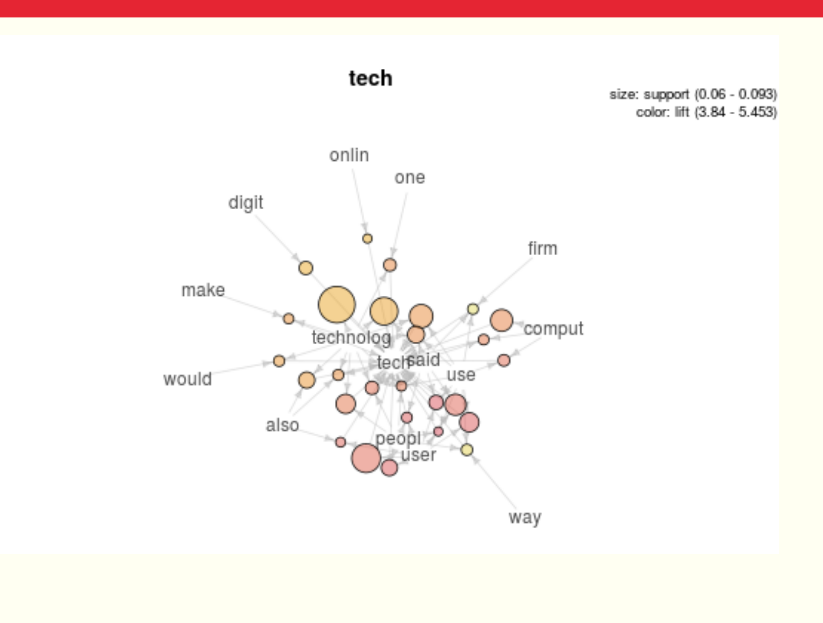 tech
size: support (0.06 - 0.093)
color: lift (3.84 - 5.453)
onlin
one
digit
firm
make
comput
technolog
said
tech
use
would
also
peopl
user
way